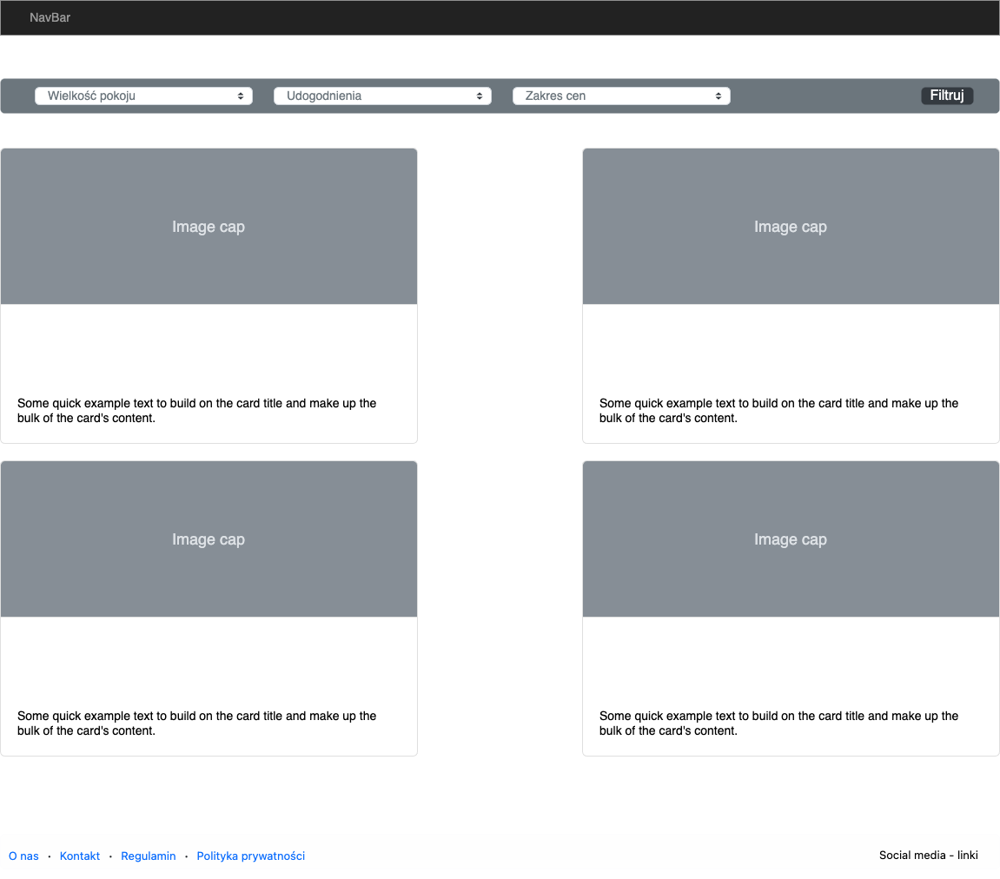 NavBar
Wielkość pokoju Udogodnienia Zakres cen Filtruj
Image cap Image cap
Some quick example text to build on the card title and make up the
bulk of the card's content.
Some quick example text to build on the card title and make up the
bulk of the card's content.
Image cap Image cap
Some quick example text to build on the card title and make up the
bulk of the card's content.
Some quick example text to build on the card title and make up the
bulk of the card's content.
O nas · Kontakt · Regulamin · Polityka prywatności Social media - linki